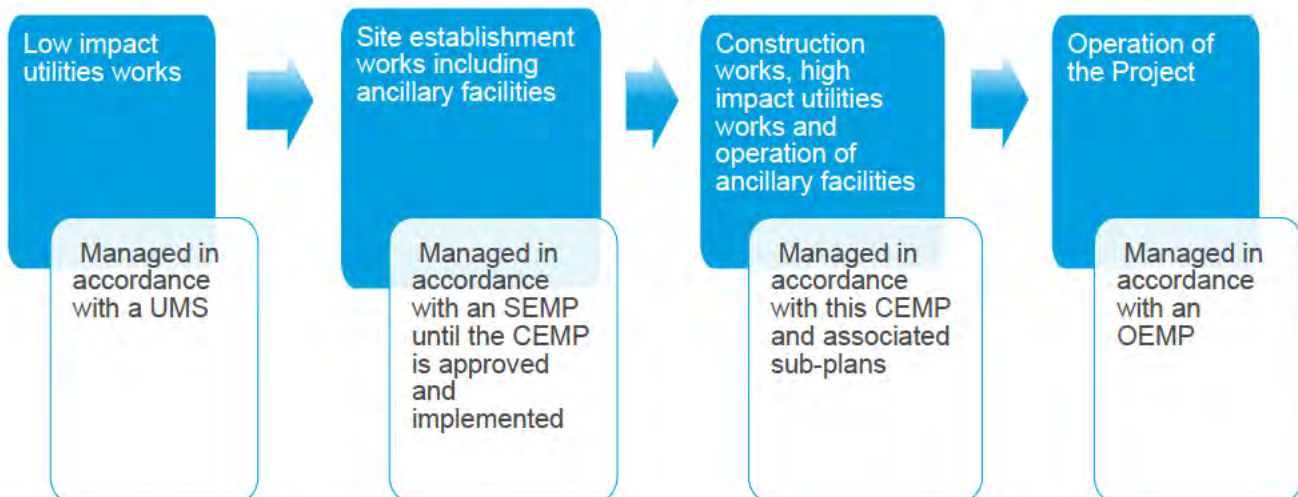 Low impact
utilities works
Managed in
accordance
with a UMS
Site establishment
works including
ancillary facilities
Managed in
accordance
with an SEMP
until the CEMP
is approved
and
implemented
Construction
works, high
impact utilities
works and
operation of
ancillary facilities
Managed in
accordance
with this CEMP
and associated
sub-plans
Operation of
the Project
Managed in
accordance
with an
OEMP